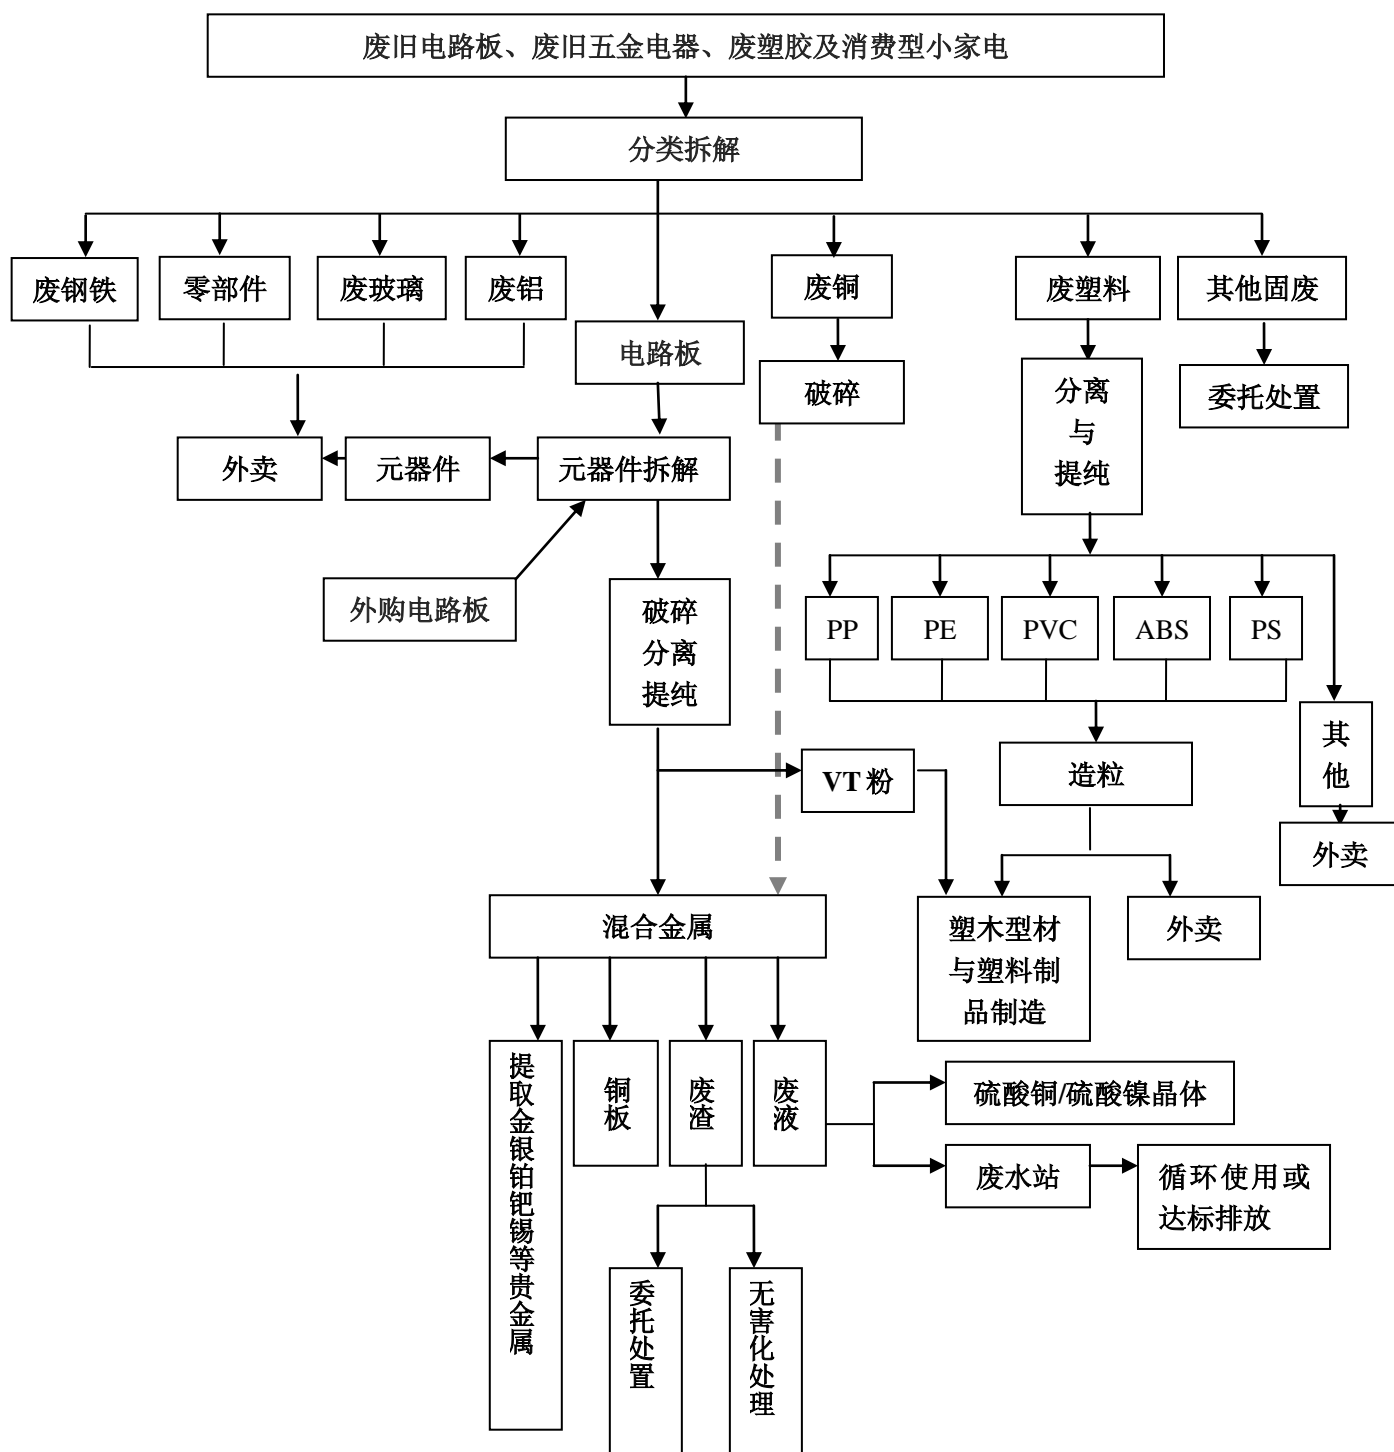 废旧电路板、废旧五金电器、废塑胶及消费型小家电
分类拆解
废钢铁
零部件
废玻璃
废铝
废铜
废塑料
其他固废
电路板
破碎
分离
与
提纯
委托处置
外卖
元器件
元器件拆解
外购电路板
破碎
分离
提纯
PP
PE
PVC
ABS
PS
其
他
VT 粉
造粒
外卖
混合金属
塑木型材
与塑料制
品制造
外卖
提取金银铂钯锡等贵金属
铜板
废渣
废液
硫酸铜/硫酸镍晶体
废水站
循环使用或
达标排放
委托处置
无害化处理